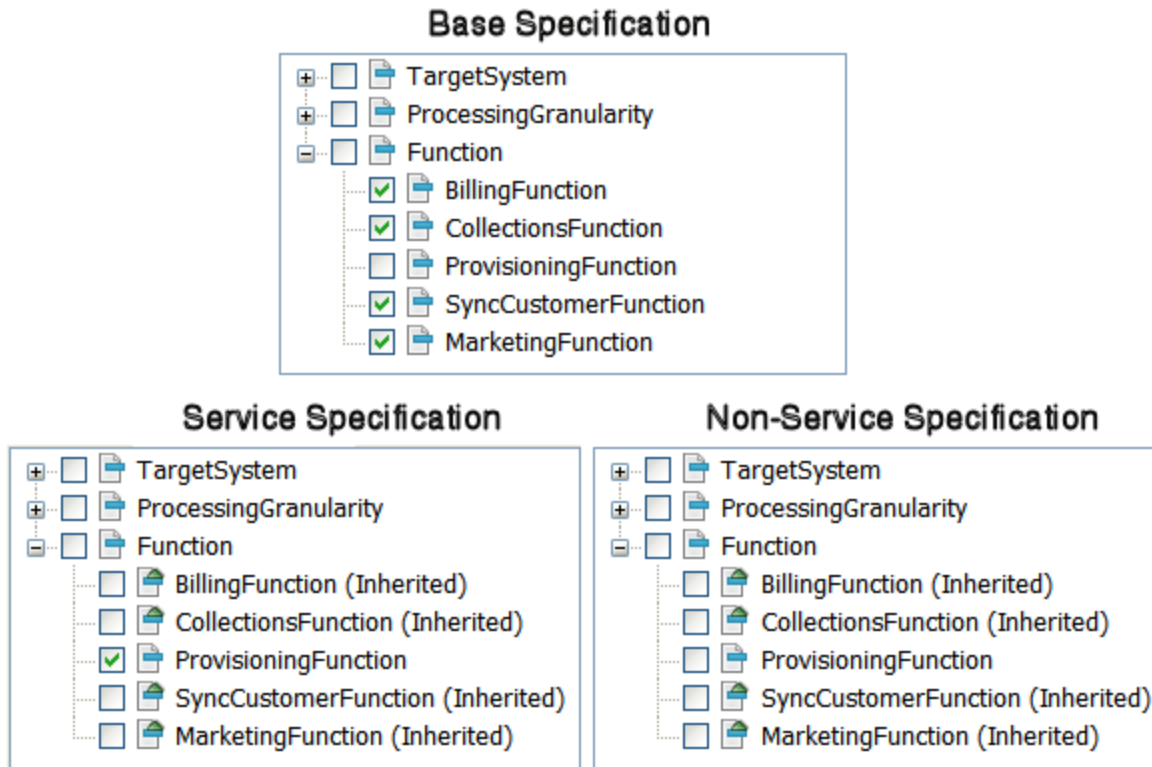 Base Specification
TargetSystem
ProcessingGranularity
Function
BillingFunction
CollectionsFunction
ProvisioningFunction
SyncCustomerFunction
MarketingFunction
Service Specification
TargetSystem
ProcessingGranularity
Function
BillingFunction (Inherited)
CollectionsFunction (Inherited)
ProvisioningFunction
SyncCustomerFunction (Inherited)
MarketingFunction (Inherited)
Non-Service Specification
TargetSystem
ProcessingGranularity
Function
BillingFunction (Inherited)
CollectionsFunction (Inherited)
ProvisioningFunction
SyncCustomerFunction (Inherited)
MarketingFunction (Inherited)